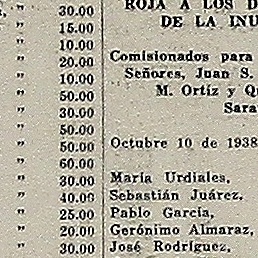 ” 30.00
” 15.00
” 10.00
” 20.00
” 10.00
” 50.00
” 30.00
” 50.00
” 50.00
” 60.00
” 30.00
” 40.00
” 25.00
” 20.00
” 30.00
ROJA A LOS D
DE LA INU
Comisionados para
Señores, Juan S.
M. Ortíz y Qu
Sara
Octubre 10 de 1938
María Urdiales,
Sebastián Juárez,
Pablo García,
Gerónimo Almaraz,
José Rodríguez,